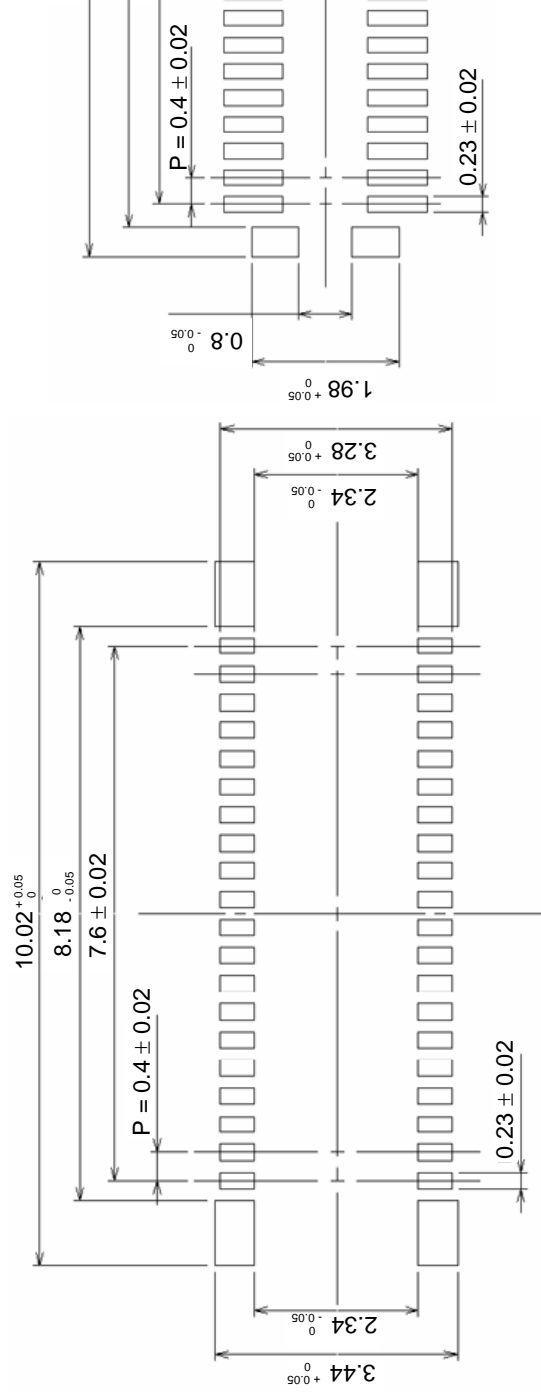 P = 0.4 ± 0.02
0.23 ± 0.02
0.8 0 - 0.05
1.98 + 0.05 0
3.28 + 0.05 0
2.34 0 - 0.05
10.02 + 0.05 0
8.18 0 - 0.05
7.6 ± 0.02
P = 0.4 ± 0.02
0.23 ± 0.02
2.34 0 - 0.05
3.44 + 0.05 0